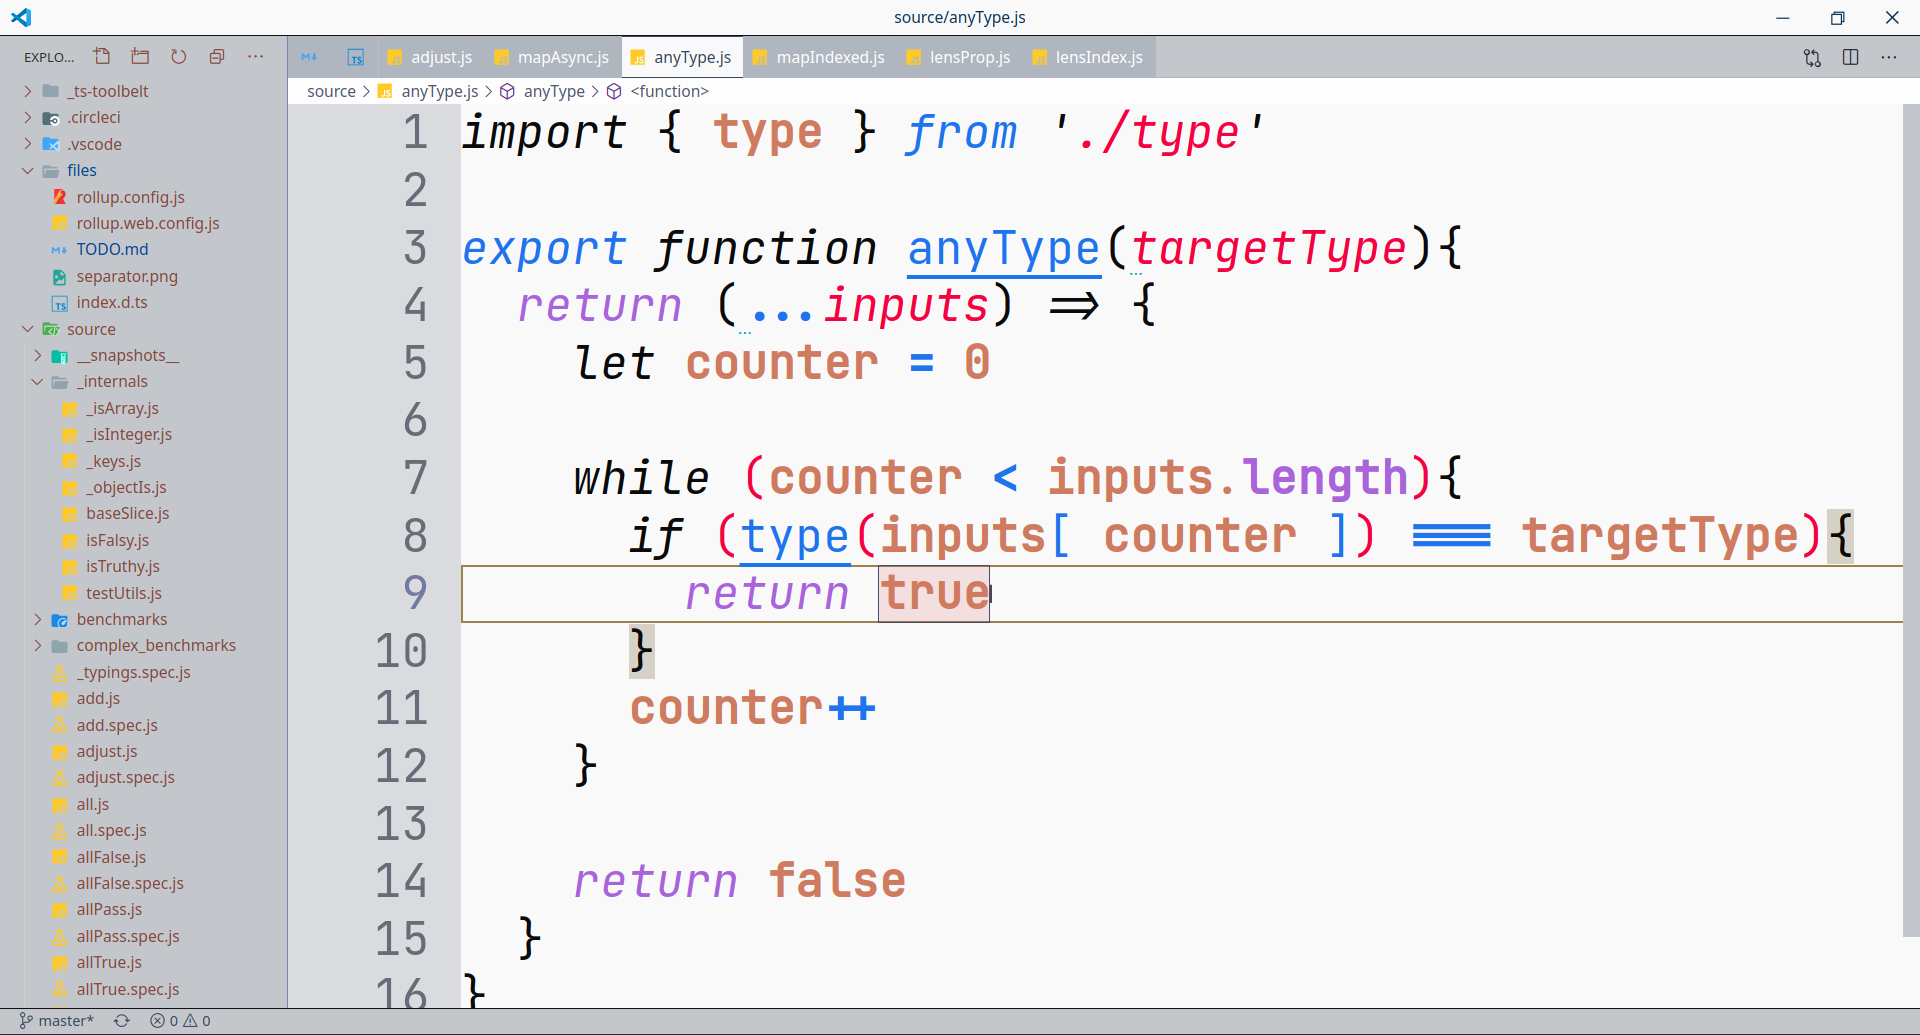 source/anyType.js
EXPLO...
_ts-toolbelt
.circleci
.vscode
files
rollup.config.js
rollup.web.config.js
TODO.md
separator.png
index.d.ts
source
__snapshots__
_internals
_isArray.js
_isInteger.js
_keys.js
_objectIs.js
baseSlice.js
isFalsy.js
isTruthy.js
testUtils.js
benchmarks
complex_benchmarks
_typings.spec.js
add.js
add.spec.js
adjust.js
adjust.spec.js
all.js
all.spec.js
allFalse.js
allFalse.spec.js
allPass.js
allPass.spec.js
allTrue.js
allTrue.spec.js
adjust.js mapAsync.js anyType.js mapIndexed.js lensProp.js lensIndex.js
source > anyType.js > anyType > <function>
1 import { type } from './type'
2
3 export function anyType(targetType){
4 return (...inputs) => {
5 let counter = 0
6
7 while (counter < inputs.length){
8 if (type(inputs[ counter ]) === targetType){
9 return true
10 }
11 counter++
12 }
13
14 return false
15 }
16 }
master* 0 0